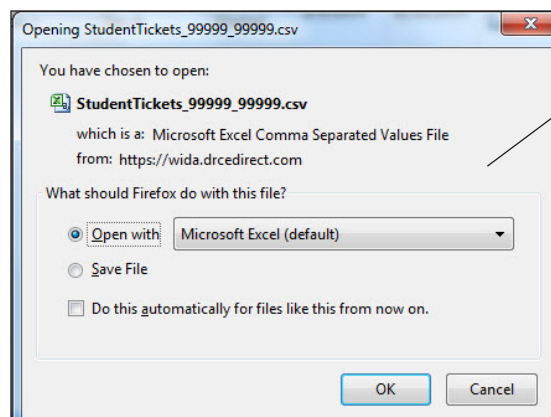 Opening StudentTickets_99999_99999.csv
You have chosen to open:
StudentTickets_99999_99999.csv
which is a: Microsoft Excel Comma Separated Values File
from: https://wida.drcedirect.com
What should Firefox do with this file?
Open with Microsoft Excel (default)
Save File
Do this automatically for files like this from now on.
OK Cancel